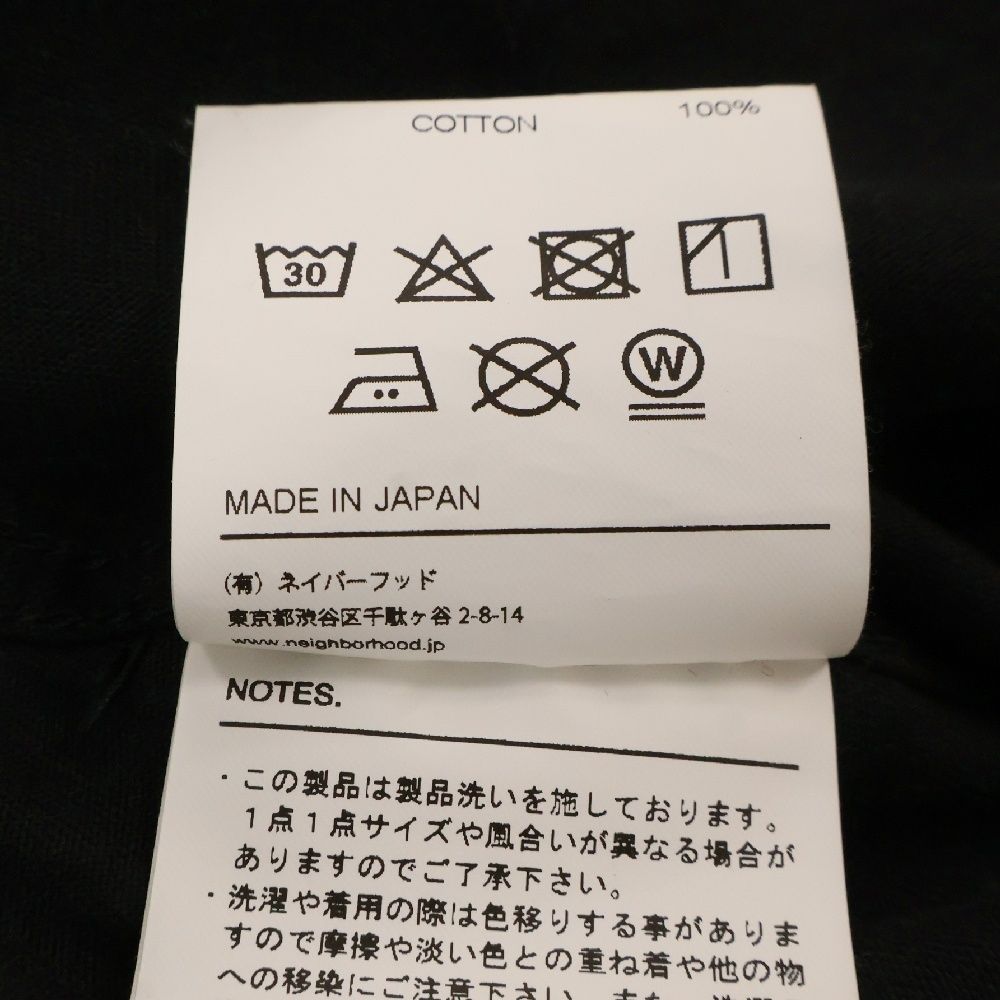 COTTON 100%
30
W
MADE IN JAPAN
(有) ネイバーフッド
東京都渋谷区千駄ヶ谷 2-8-14
www.neighborhood.jp
NOTES.
・この製品は製品洗いを施しております。
１点１点サイズや風合いが異なる場合が
ありますのでご了承下さい。
・洗濯や着用の際は色移りする事がありま
すので摩擦や淡い色との重ね着や他の物
への移染にご注意下さい。また、洗濯